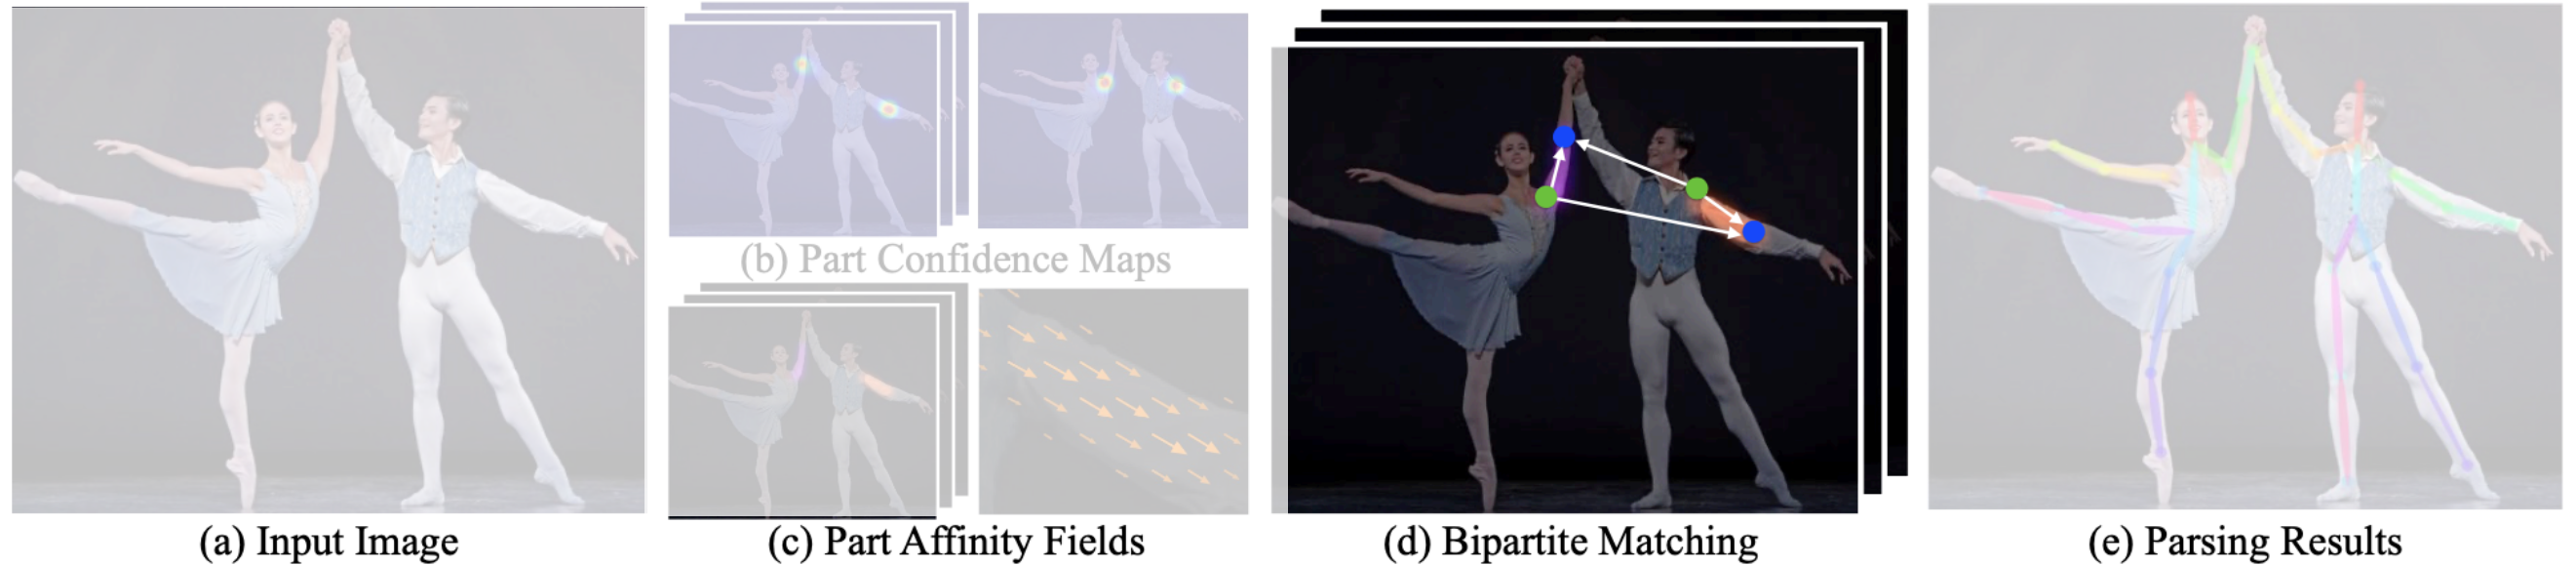 (a) Input Image
(b) Part Confidence Maps
(c) Part Affinity Fields
(d) Bipartite Matching
(e) Parsing Results